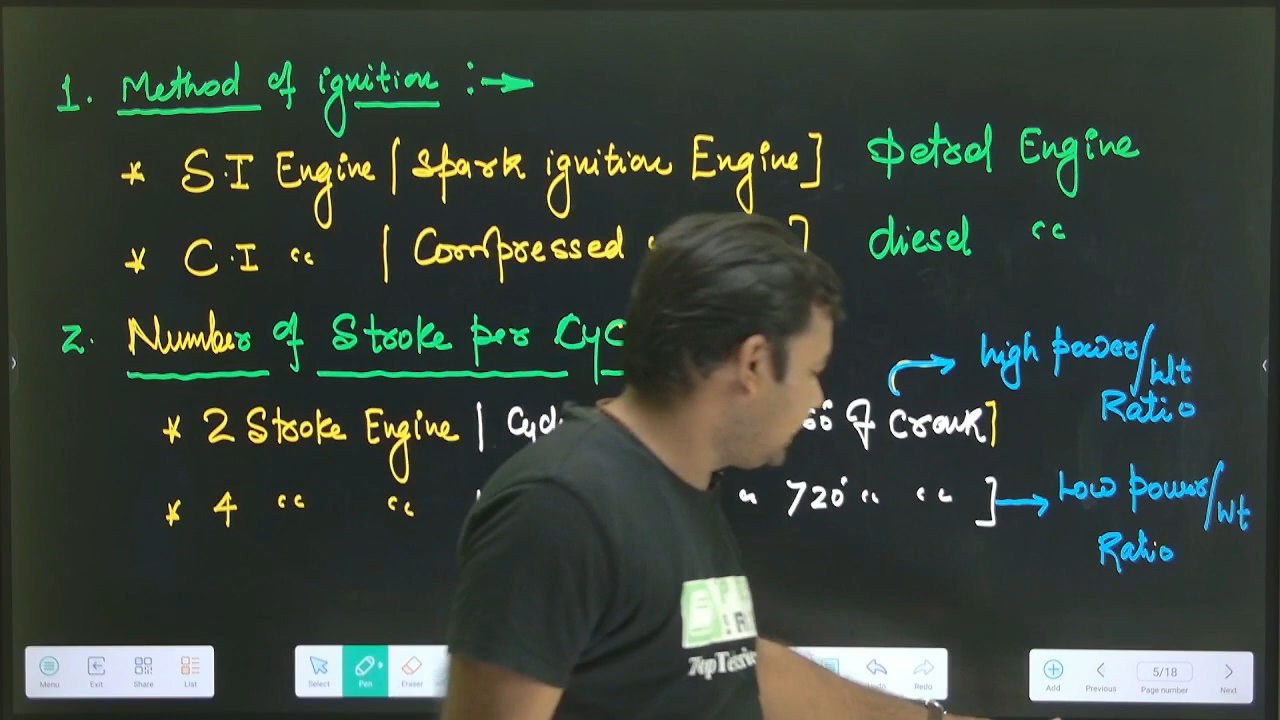 1. Method of ignition :→
* S.I Engine [Spark ignition Engine] Petrol Engine
* C.I “ [Compressed ] diesel “
2. Number of Stroke per Cyc
→ high power/Wt
Ratio
* 2 Stroke Engine [ of Crank]
* 4 “ “ “ 720° “ “ ] → Low power/Wt
Ratio
Menu Exit Share List Select Pen Eraser Undo Redo Add Previous 5/18 Page number Next